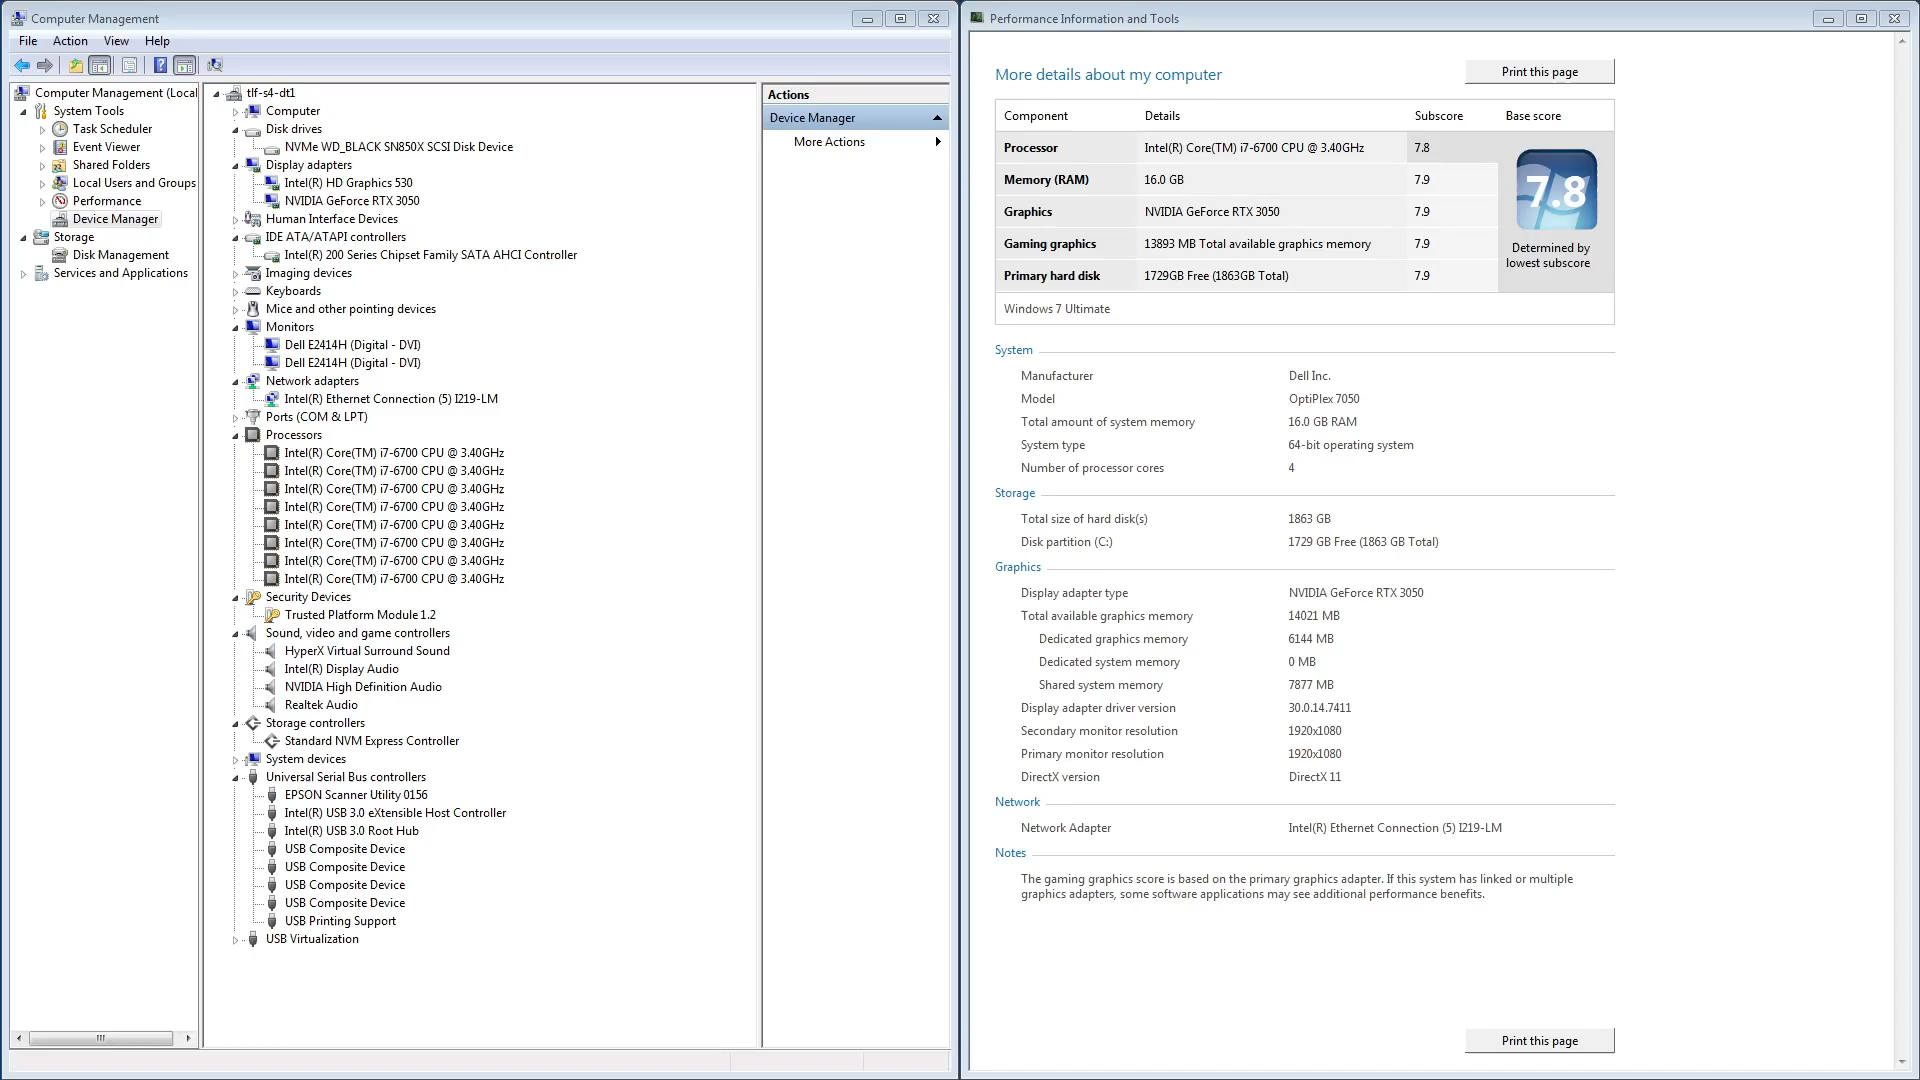 Computer Management
File Action View Help
Computer Management (Local
System Tools
Task Scheduler
Event Viewer
Shared Folders
Local Users and Groups
Performance
Device Manager
Storage
Disk Management
Services and Applications
tlf-s4-dt1
Computer
Disk drives
NVMe WD_BLACK SN850X SCSI Disk Device
Display adapters
Intel(R) HD Graphics 530
NVIDIA GeForce RTX 3050
Human Interface Devices
IDE ATA/ATAPI controllers
Intel(R) 200 Series Chipset Family SATA AHCI Controller
Imaging devices
Keyboards
Mice and other pointing devices
Monitors
Dell E2414H (Digital - DVI)
Dell E2414H (Digital - DVI)
Network adapters
Intel(R) Ethernet Connection (5) I219-LM
Ports (COM & LPT)
Processors
Intel(R) Core(TM) i7-6700 CPU @ 3.40GHz
Intel(R) Core(TM) i7-6700 CPU @ 3.40GHz
Intel(R) Core(TM) i7-6700 CPU @ 3.40GHz
Intel(R) Core(TM) i7-6700 CPU @ 3.40GHz
Intel(R) Core(TM) i7-6700 CPU @ 3.40GHz
Intel(R) Core(TM) i7-6700 CPU @ 3.40GHz
Intel(R) Core(TM) i7-6700 CPU @ 3.40GHz
Intel(R) Core(TM) i7-6700 CPU @ 3.40GHz
Security Devices
Trusted Platform Module 1.2
Sound, video and game controllers
HyperX Virtual Surround Sound
Intel(R) Display Audio
NVIDIA High Definition Audio
Realtek Audio
Storage controllers
Standard NVM Express Controller
System devices
Universal Serial Bus controllers
EPSON Scanner Utility 0156
Intel(R) USB 3.0 eXtensible Host Controller
Intel(R) USB 3.0 Root Hub
USB Composite Device
USB Composite Device
USB Composite Device
USB Composite Device
USB Printing Support
USB Virtualization
Actions
Device Manager
More Actions
Performance Information and Tools
More details about my computer
Print this page
Component Details Subscore Base score
Processor Intel(R) Core(TM) i7-6700 CPU @ 3.40GHz 7.8
Memory (RAM) 16.0 GB 7.9
Graphics NVIDIA GeForce RTX 3050 7.9
Gaming graphics 13893 MB Total available graphics memory 7.9
Primary hard disk 1729GB Free (1863GB Total) 7.9
7.8
Determined by
lowest subscore
Windows 7 Ultimate
System
Manufacturer Dell Inc.
Model OptiPlex 7050
Total amount of system memory 16.0 GB RAM
System type 64-bit operating system
Number of processor cores 4
Storage
Total size of hard disk(s) 1863 GB
Disk partition (C:) 1729 GB Free (1863 GB Total)
Graphics
Display adapter type NVIDIA GeForce RTX 3050
Total available graphics memory 14021 MB
Dedicated graphics memory 6144 MB
Dedicated system memory 0 MB
Shared system memory 7877 MB
Display adapter driver version 30.0.14.7411
Secondary monitor resolution 1920x1080
Primary monitor resolution 1920x1080
DirectX version DirectX 11
Network
Network Adapter Intel(R) Ethernet Connection (5) I219-LM
Notes
The gaming graphics score is based on the primary graphics adapter. If this system has linked or multiple
graphics adapters, some software applications may see additional performance benefits.
Print this page